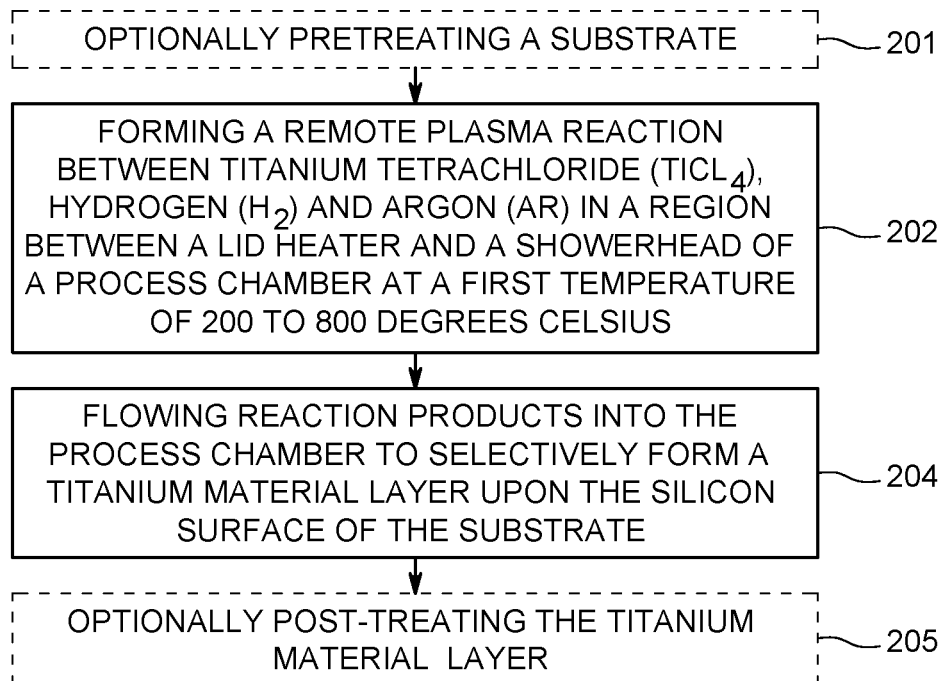 OPTIONALLY PRETREATING A SUBSTRATE
201
FORMING A REMOTE PLASMA REACTION
BETWEEN TITANIUM TETRACHLORIDE (TICL4),
HYDROGEN (H2) AND ARGON (AR) IN A REGION
BETWEEN A LID HEATER AND A SHOWERHEAD OF
A PROCESS CHAMBER AT A FIRST TEMPERATURE
OF 200 TO 800 DEGREES CELSIUS
202
FLOWING REACTION PRODUCTS INTO THE
PROCESS CHAMBER TO SELECTIVELY FORM A
TITANIUM MATERIAL LAYER UPON THE SILICON
SURFACE OF THE SUBSTRATE
204
OPTIONALLY POST-TREATING THE TITANIUM
MATERIAL LAYER
205